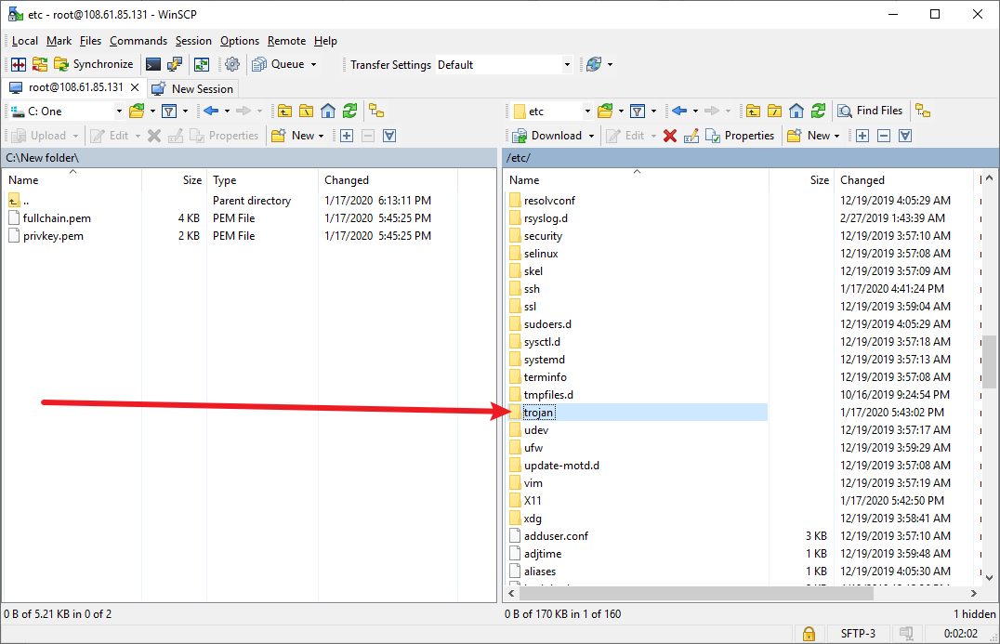 etc - root@108.61.85.131 - WinSCP
Local Mark Files Commands Session Options Remote Help
Synchronize Queue Transfer Settings Default
root@108.61.85.131 New Session
C: One etc Find Files
Upload Edit Properties New Download Edit Properties New
C:\New folder\ /etc/
Name Size Type Changed Name Size Changed
.. Parent directory 1/17/2020 6:13:11 PM resolvconf 12/19/2019 4:05:29 AM
fullchain.pem 4 KB PEM File 1/17/2020 5:45:25 PM rsyslog.d 2/27/2019 1:43:39 AM
privkey.pem 2 KB PEM File 1/17/2020 5:45:25 PM security 12/19/2019 3:57:10 AM
selinux 12/19/2019 3:57:08 AM
skel 12/19/2019 3:57:09 AM
ssh 1/17/2020 4:41:24 PM
ssl 12/19/2019 3:59:04 AM
sudoers.d 12/19/2019 4:05:29 AM
sysctl.d 12/19/2019 3:57:18 AM
systemd 12/19/2019 3:57:13 AM
terminfo 12/19/2019 3:57:08 AM
tmpfiles.d 10/16/2019 9:24:54 PM
trojan 1/17/2020 5:43:02 PM
udev 12/19/2019 3:57:17 AM
ufw 12/19/2019 3:59:29 AM
update-motd.d 12/19/2019 3:57:08 AM
vim 12/19/2019 3:57:19 AM
X11 1/17/2020 5:42:50 PM
xdg 12/19/2019 3:58:41 AM
adduser.conf 3 KB 12/19/2019 3:57:10 AM
adjtime 1 KB 12/19/2019 3:59:48 AM
aliases 1 KB 12/19/2019 4:05:30 AM
0 B of 5.21 KB in 0 of 2 0 B of 170 KB in 1 of 160 1 hidden
SFTP-3 0:02:02